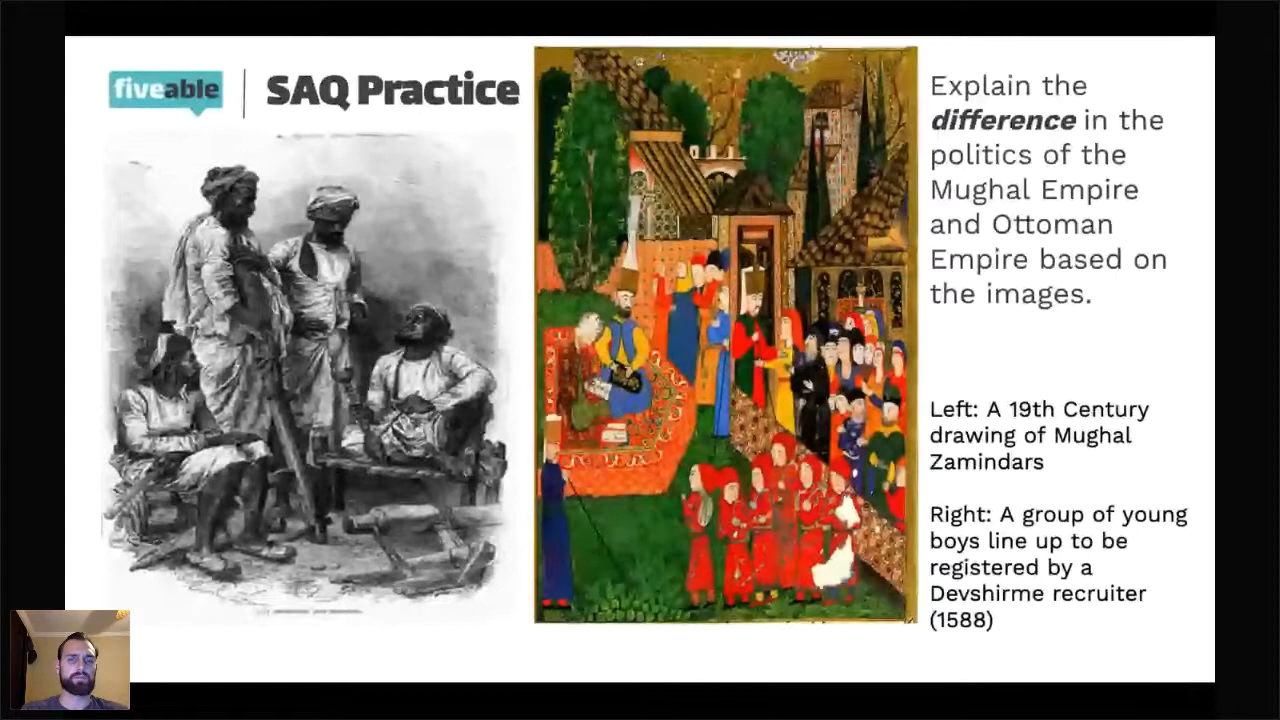 fiveable
SAQ Practice
Explain the
difference in the
politics of the
Mughal Empire
and Ottoman
Empire based on
the images.
Left: A 19th Century
drawing of Mughal
Zamindars
Right: A group of young
boys line up to be
registered by a
Devshirme recruiter
(1588)